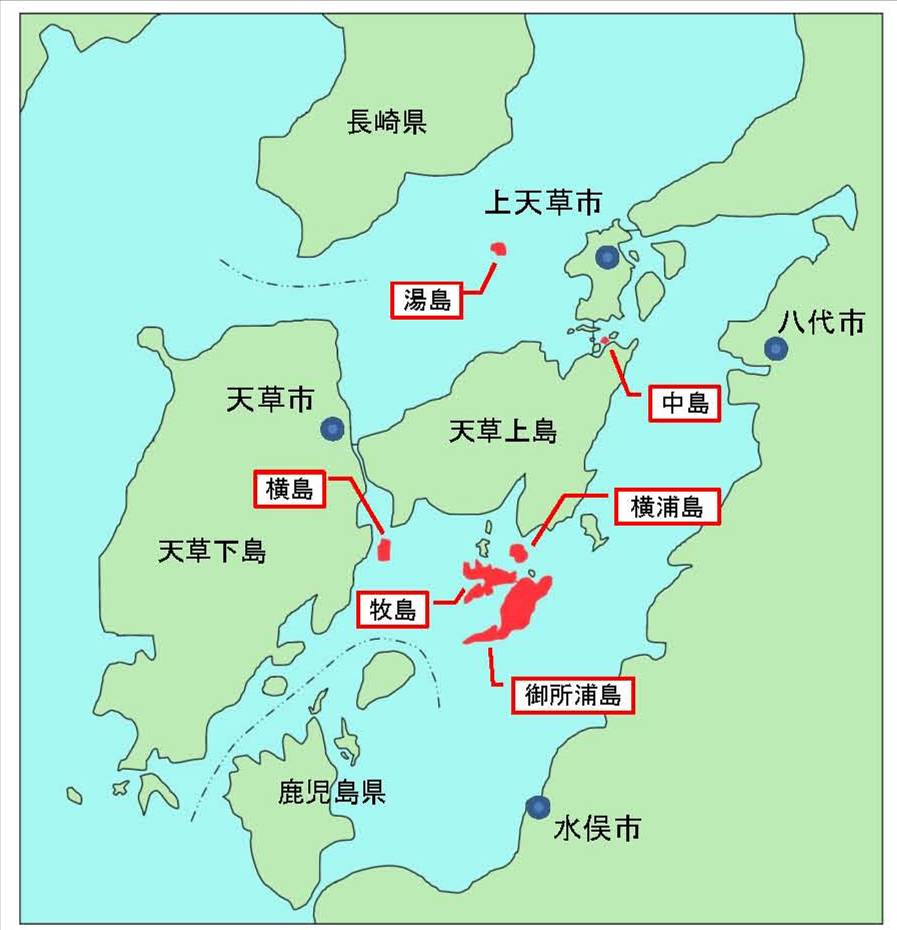 長崎県
上天草市
湯島
八代市
中島
天草市
天草上島
横島
横浦島
天草下島
牧島
御所浦島
鹿児島県
水俣市